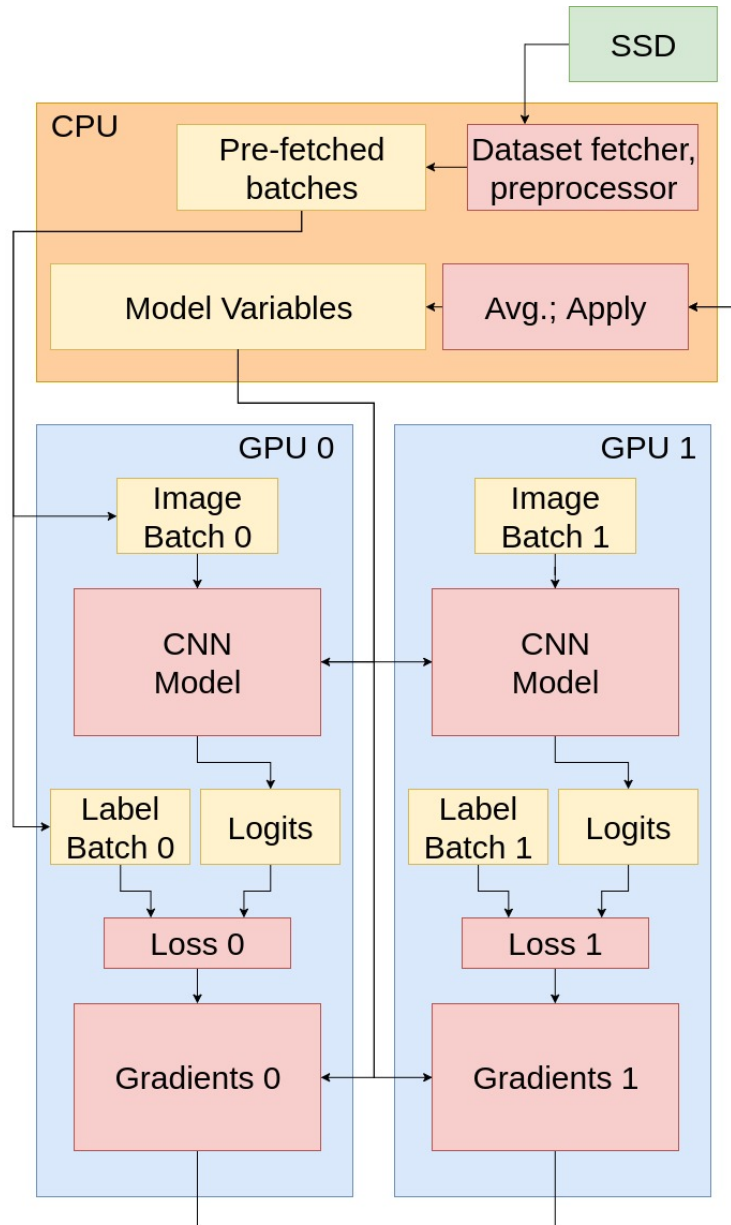 SSD
CPU
Pre-fetched
batches
Dataset fetcher,
preprocessor
Model Variables
Avg.; Apply
GPU 0
Image
Batch 0
CNN
Model
Label
Batch 0
Logits
Loss 0
Gradients 0
GPU 1
Image
Batch 1
CNN
Model
Label
Batch 1
Logits
Loss 1
Gradients 1